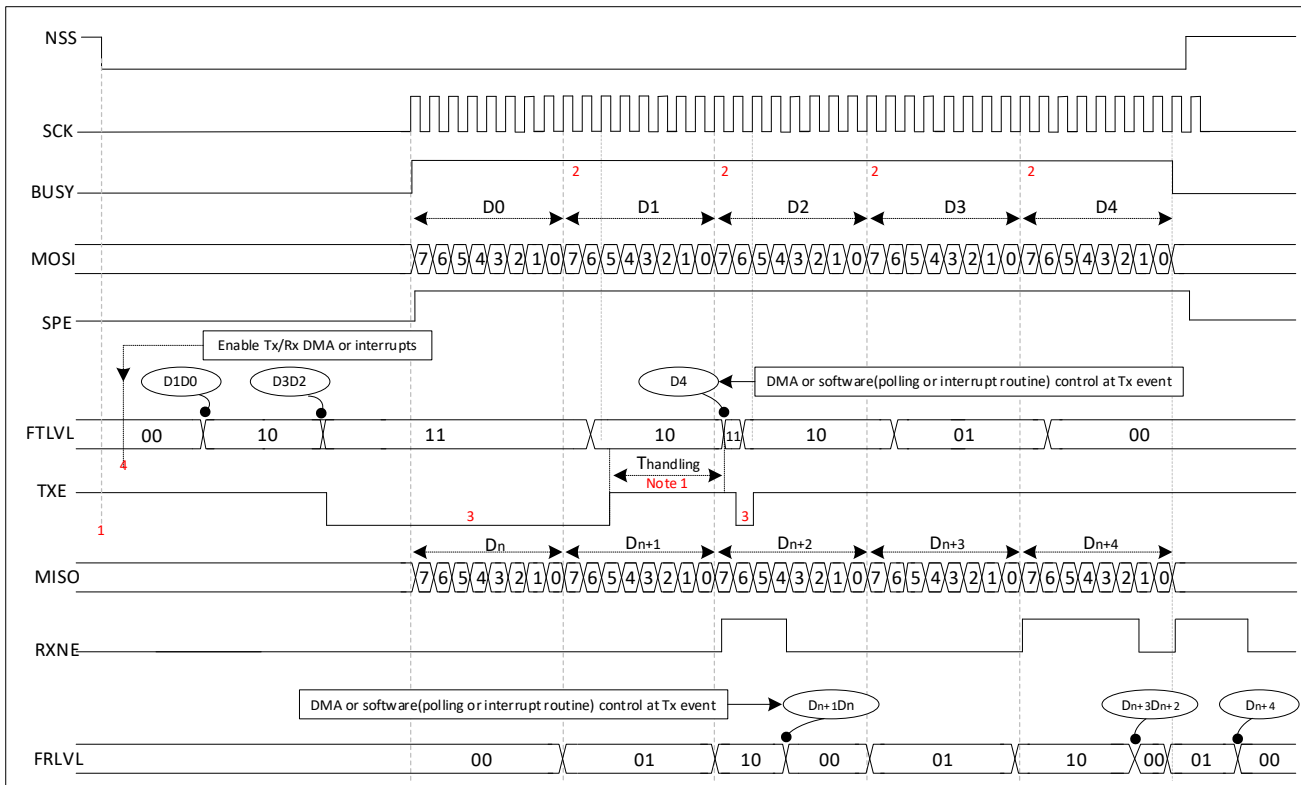 NSS
SCK
BUSY
2 2 2 2
D0 D1 D2 D3 D4
MOSI
7 6 5 4 3 2 1 0 7 6 5 4 3 2 1 0 7 6 5 4 3 2 1 0 7 6 5 4 3 2 1 0 7 6 5 4 3 2 1 0
SPE
Enable Tx/Rx DMA or interrupts
D1D0 D3D2 D4 DMA or software(polling or interrupt routine) control at Tx event
FTLVL 00 10 11 10 11 10 01 00
4
Thandling
Note 1
TXE
1
3 3
Dn Dn+1 Dn+2 Dn+3 Dn+4
MISO
7 6 5 4 3 2 1 0 7 6 5 4 3 2 1 0 7 6 5 4 3 2 1 0 7 6 5 4 3 2 1 0 7 6 5 4 3 2 1 0
RXNE
DMA or software(polling or interrupt routine) control at Tx event
Dn+1Dn Dn+3Dn+2 Dn+4
FRLVL 00 01 10 00 01 10 00 01 00